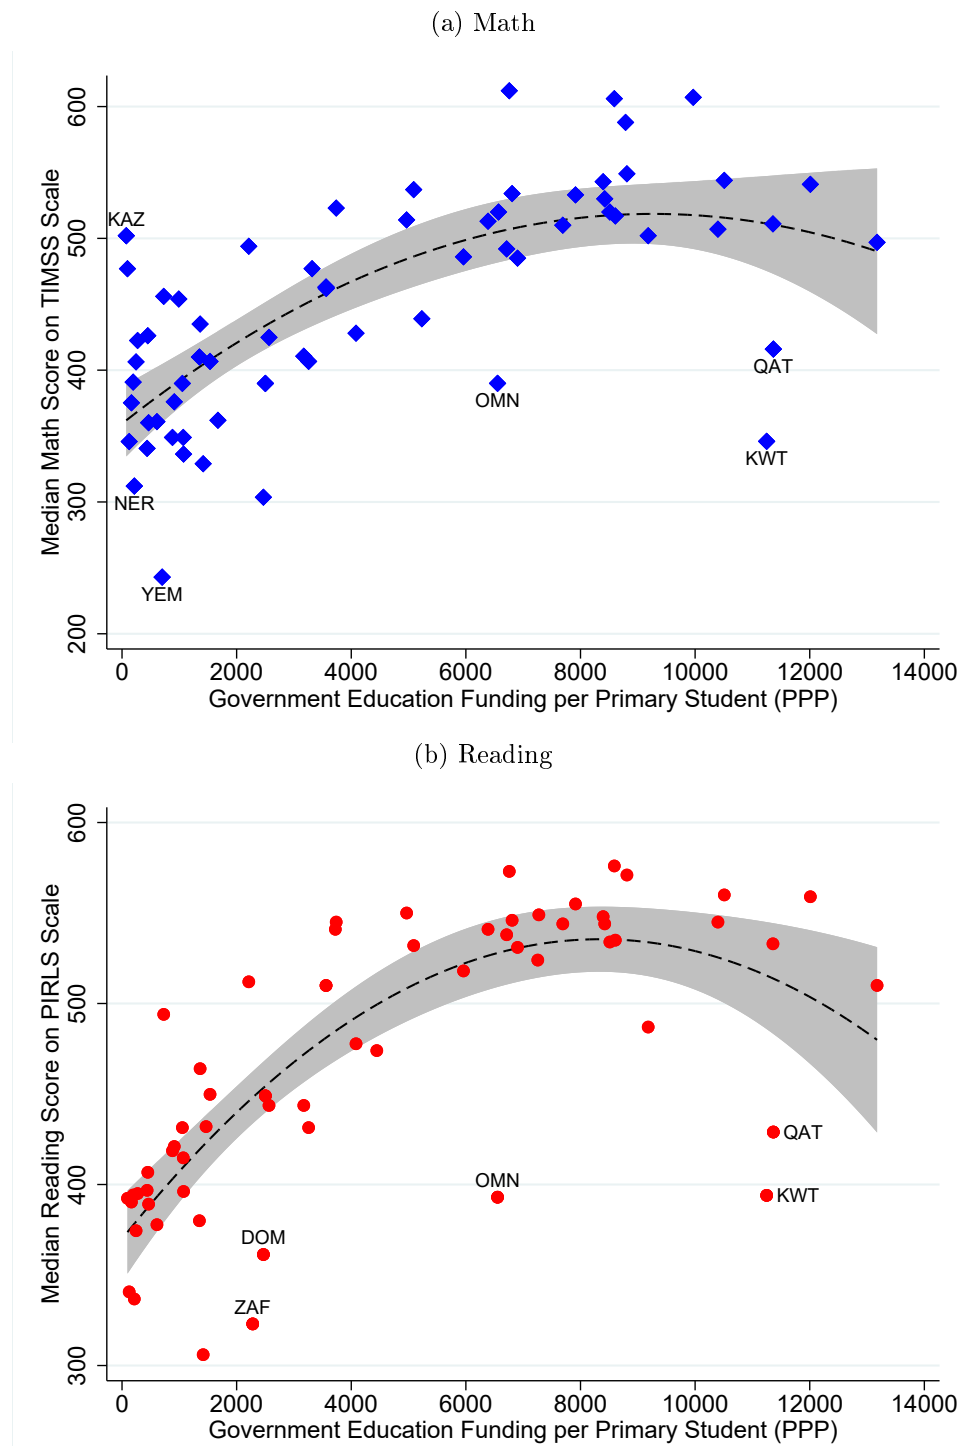 (a) Math
Median Math Score on TIMSS Scale
600
500
400
300
200
KAZ
QAT
OMN
KWT
NER
YEM
0 2000 4000 6000 8000 10000 12000 14000
Government Education Funding per Primary Student (PPP)
(b) Reading
Median Reading Score on PIRLS Scale
600
500
400
300
QAT
OMN
KWT
DOM
ZAF
0 2000 4000 6000 8000 10000 12000 14000
Government Education Funding per Primary Student (PPP)